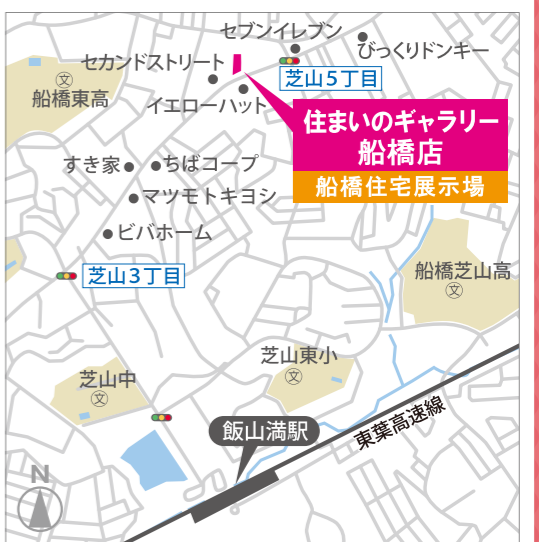 セブンイレブン
びっくりドンキー
セカンドストリート
文
船橋東高
芝山5丁目
イエローハット
住まいのギャラリー
船橋店
船橋住宅展示場
すき家
ちばコープ
マツモトキヨシ
ビバホーム
芝山3丁目
船橋芝山高
文
芝山東小
文
芝山中
文
飯山満駅
東葉高速線
N